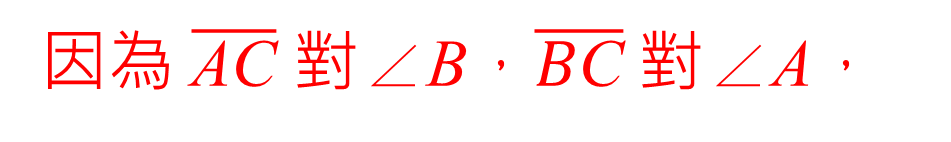 因為 $\overline{AC}$ 對 ∠B，$\overline{BC}$ 對 ∠A，